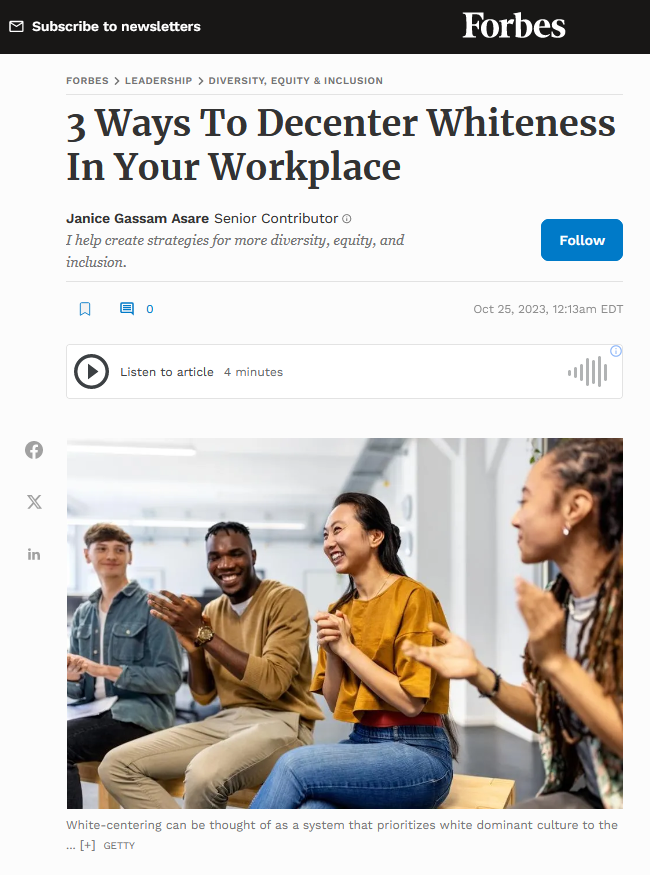 Subscribe to newsletters
Forbes
FORBES > LEADERSHIP > DIVERSITY, EQUITY & INCLUSION
3 Ways To Decenter Whiteness
In Your Workplace
Janice Gassam Asare Senior Contributor
I help create strategies for more diversity, equity, and
inclusion.
Follow
0
Oct 25, 2023, 12:13am EDT
Listen to article 4 minutes
White-centering can be thought of as a system that prioritizes white dominant culture to the
... [+] GETTY